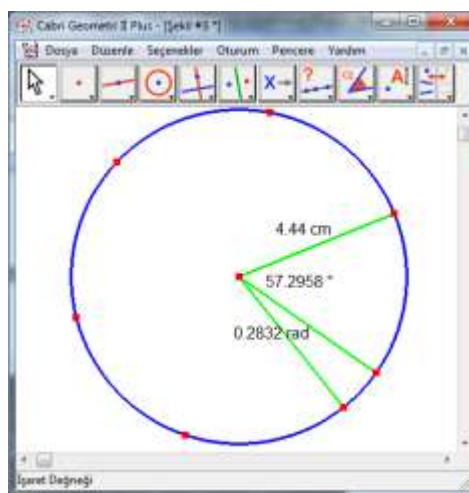 Cabri Geometri II Plus - [Şekil #3 *]
Dosya Düzenle Seçenekler Oturum Pencere Yardım
X→ ? α A
4.44 cm
57.2958 °
0.2832 rad
İşaret Değneği